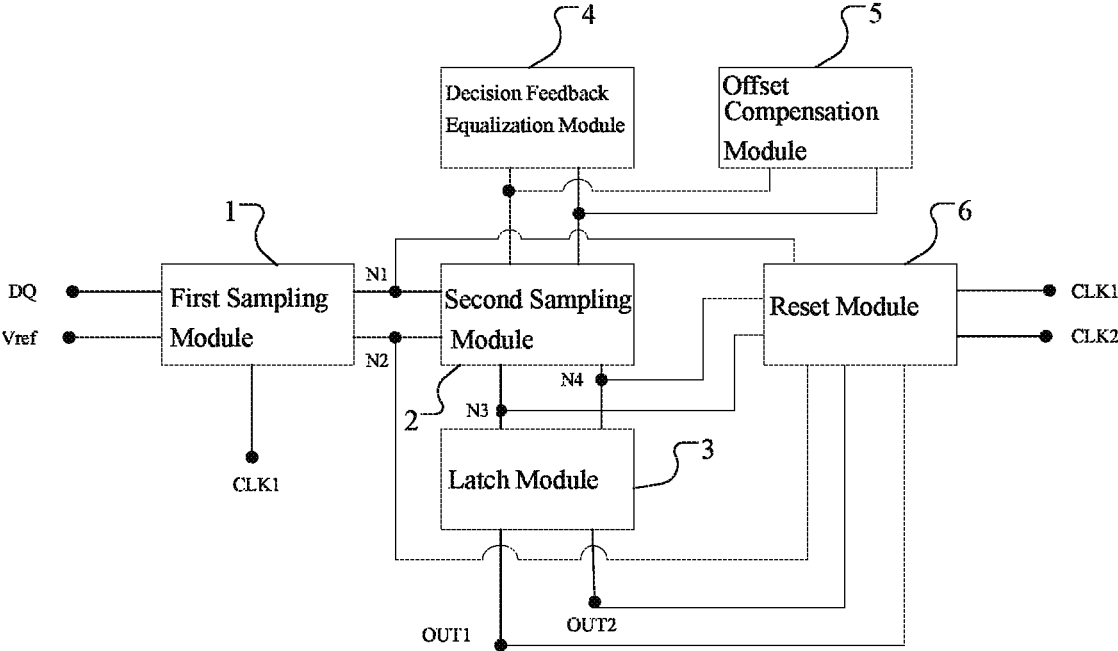 4
5
Decision Feedback
Equalization Module
Offset
Compensation
Module
1
6
N1
DQ
First Sampling
Module
Second Sampling
Module
Reset Module
CLK1
Vref
CLK2
N2
N4
2
N3
3
Latch Module
CLK1
OUT2
OUT1